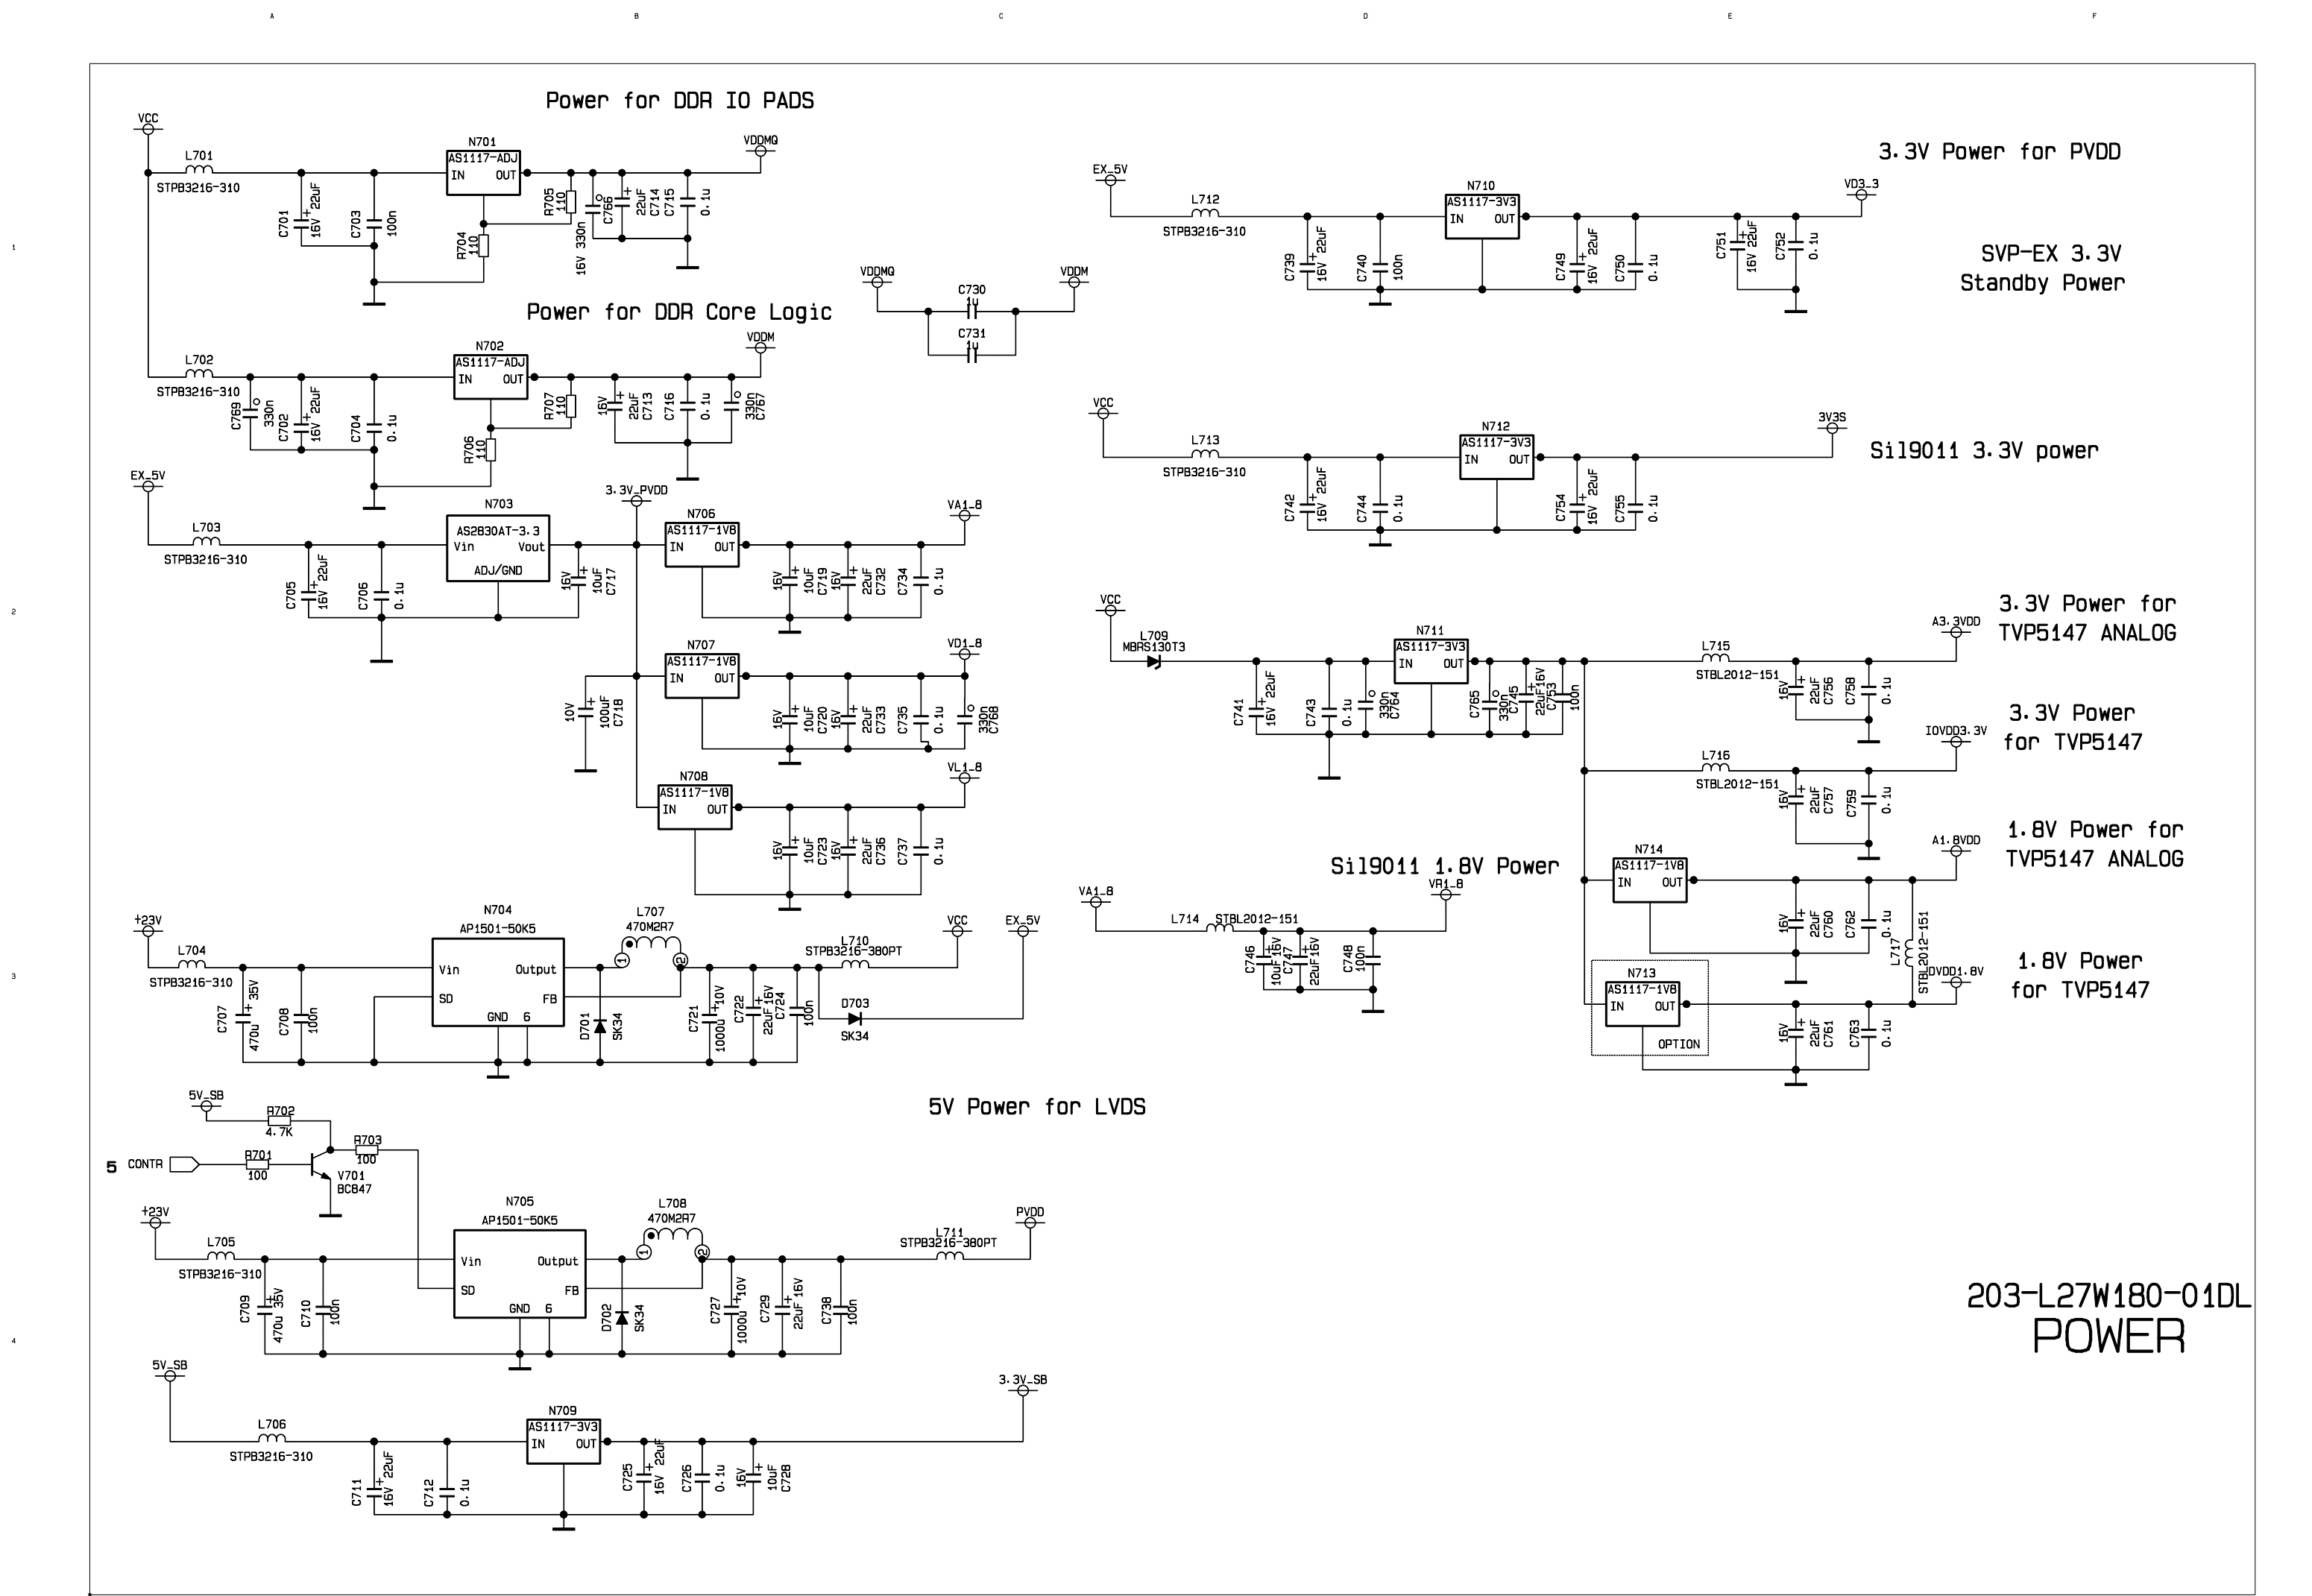 A B C D E F
Power for DDR IO PADS
VCC
L701
STPB3216-310
C701
16V 22uF
C703
100n
N701
AS1117-ADJ
IN OUT
R704
110
R705
110
C766
16V 330n
22uF
C714
C715
0.1u
VDDMQ
1
Power for DDR Core Logic
L702
STPB3216-310
C769
330n
C702
16V 22uF
C704
0.1u
N702
AS1117-ADJ
IN OUT
R706
110
R707
110
16V
22uF
C713
C716
0.1u
330n
C767
VDDM
VDDMQ
C730
1u
C731
1u
VDDM
EX_5V
L703
STPB3216-310
C705
16V 22uF
C706
0.1u
N703
AS2830AT-3.3
Vin Vout
ADJ/GND
16V
10uF
C717
3.3V_PVDD
N706
AS1117-1V8
IN OUT
16V
10uF
C719
16V
22uF
C732
C734
0.1u
VA1_8
2
10V
100uF
C718
N707
AS1117-1V8
IN OUT
16V
10uF
C720
16V
22uF
C733
C735
0.1u
330n
C768
VD1_8
N708
AS1117-1V8
IN OUT
16V
10uF
C723
16V
22uF
C736
C737
0.1u
VL1_8
+23V
L704
STPB3216-310
C707
470u 35V
C708
100n
N704
AP1501-50K5
Vin Output
SD FB
GND 6
D701
SK34
L707
470M2R7
1 2
C721
1000u 10V
C722
22uF 16V
C724
100n
L710
STPB3216-380PT
D703
SK34
VCC
EX_5V
3
5V Power for LVDS
5V_SB
R702
4.7K
R703
100
5 CONTR
R701
100
V701
BC847
+23V
L705
STPB3216-310
C709
470u 35V
C710
100n
N705
AP1501-50K5
Vin Output
SD FB
GND 6
D702
SK34
L708
470M2R7
1 2
C727
1000u 10V
C729
22uF 16V
C738
100n
L711
STPB3216-380PT
PVDD
4
5V_SB
L706
STPB3216-310
C711
16V 22uF
C712
0.1u
N709
AS1117-3V3
IN OUT
C725
16V 22uF
C726
0.1u
16V
10uF
C728
3.3V_SB
3.3V Power for PVDD
EX_5V
L712
STPB3216-310
C739
16V 22uF
C740
100n
N710
AS1117-3V3
IN OUT
C749
16V 22uF
C750
0.1u
C751
16V 22uF
C752
0.1u
VD3_3
SVP-EX 3.3V
Standby Power
VCC
L713
STPB3216-310
C742
16V 22uF
C744
0.1u
N712
AS1117-3V3
IN OUT
C754
16V 22uF
C755
0.1u
3V3S
Sil9011 3.3V power
VCC
L709
MBRS130T3
C741
16V 22uF
C743
0.1u
330n
C764
N711
AS1117-3V3
IN OUT
C765
330n
C745
22uF 16V
C753
100n
L715
STBL2012-151
16V
22uF
C756
C758
0.1u
A3.3VDD
3.3V Power for
TVP5147 ANALOG
L716
STBL2012-151
16V
22uF
C757
C759
0.1u
IOVDD3.3V
3.3V Power
for TVP5147
N714
AS1117-1V8
IN OUT
16V
22uF
C760
C762
0.1u
L717
STBL2012-151
A1.8VDD
1.8V Power for
TVP5147 ANALOG
N713
AS1117-1V8
IN OUT
OPTION
16V
22uF
C761
C763
0.1u
DVDD1.8V
1.8V Power
for TVP5147
Sil9011 1.8V Power
VA1_8
L714 STBL2012-151
C746
10uF 16V
C747
22uF 16V
C748
100n
VR1_8
203-L27W180-01DL
POWER